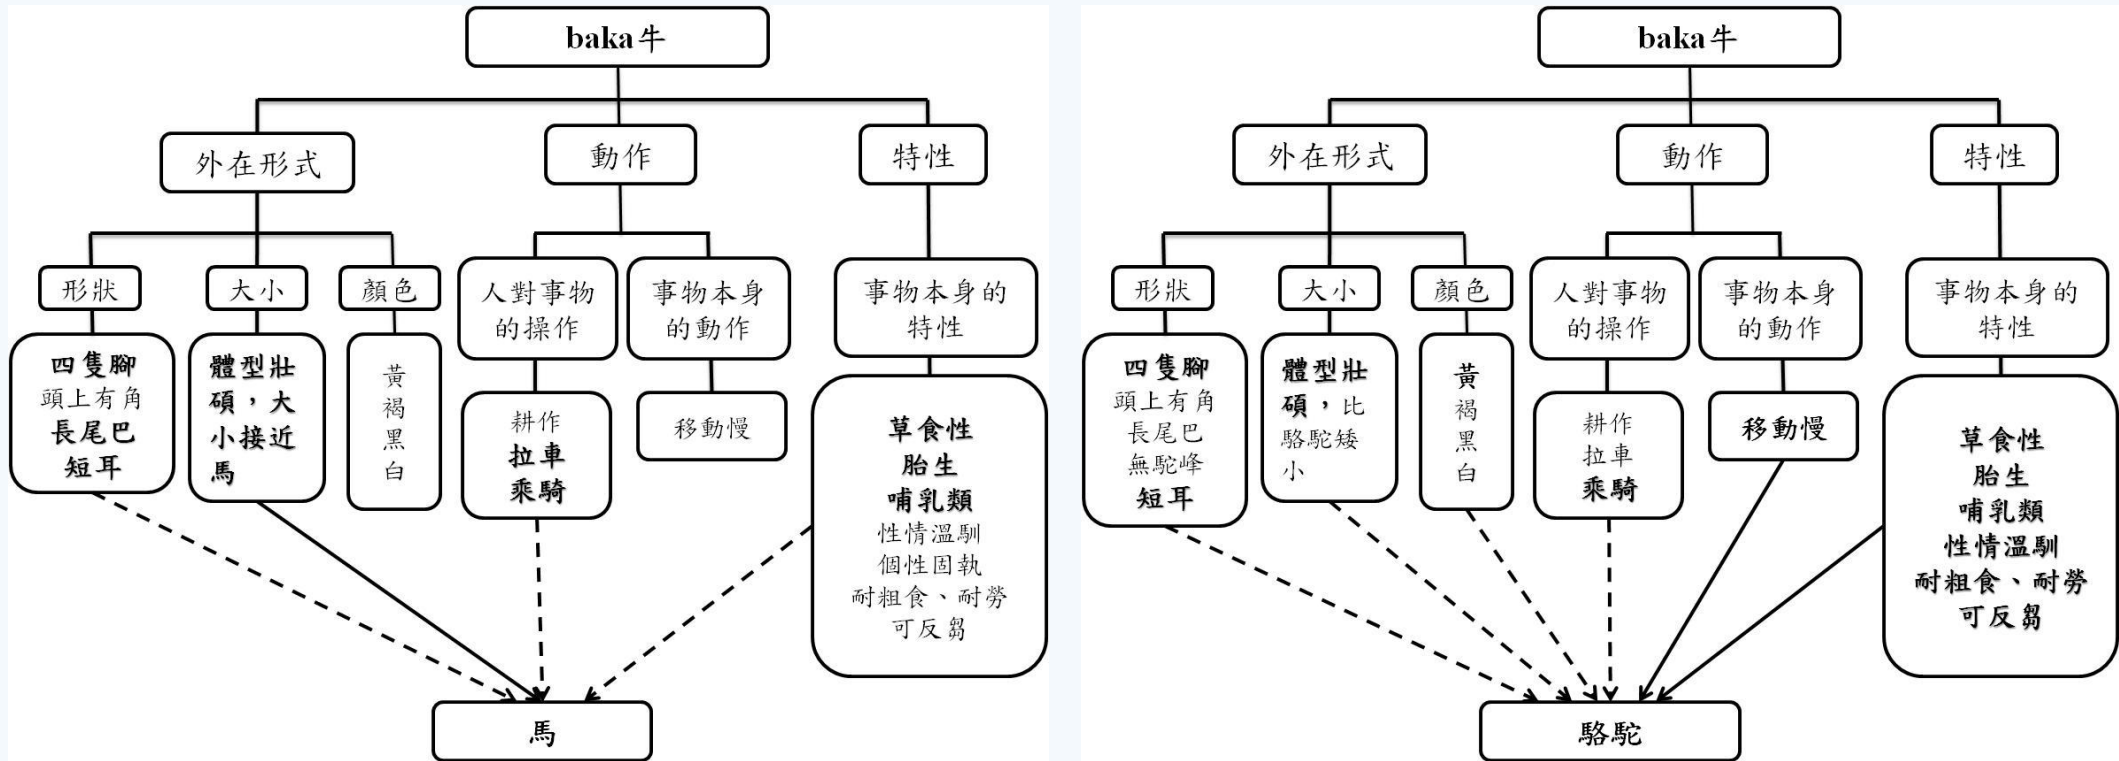 baka牛
外在形式
動作
特性
形狀
大小
顏色
人對事物
的操作
事物本身
的動作
事物本身的
特性
四隻腳
頭上有角
長尾巴
短耳
體型壯
碩，大
小接近
馬
黃
褐
黑
白
耕作
拉車
乘騎
移動慢
草食性
胎生
哺乳類
性情溫馴
個性固執
耐粗食、耐勞
可反芻
馬
baka牛
外在形式
動作
特性
形狀
大小
顏色
人對事物
的操作
事物本身
的動作
事物本身的
特性
四隻腳
頭上有角
長尾巴
無駝峰
短耳
體型壯
碩，比
駱駝矮
小
黃
褐
黑
白
耕作
拉車
乘騎
移動慢
草食性
胎生
哺乳類
性情溫馴
耐粗食、耐勞
可反芻
駱駝